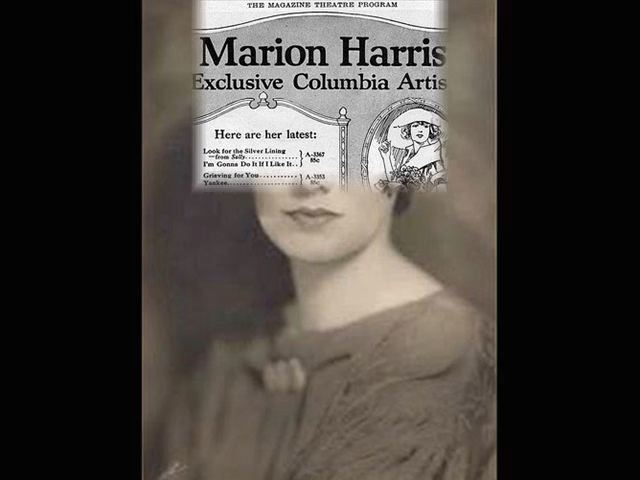 THE MAGAZINE THEATRE PROGRAM
Marion Harris
Exclusive Columbia Artis
Here are her latest:
Look for the Silver Lining
—from Sally
I'm Gonna Do It If I Like It
A-3367
85c
Grieving for You
Yankee
A-3353
85c